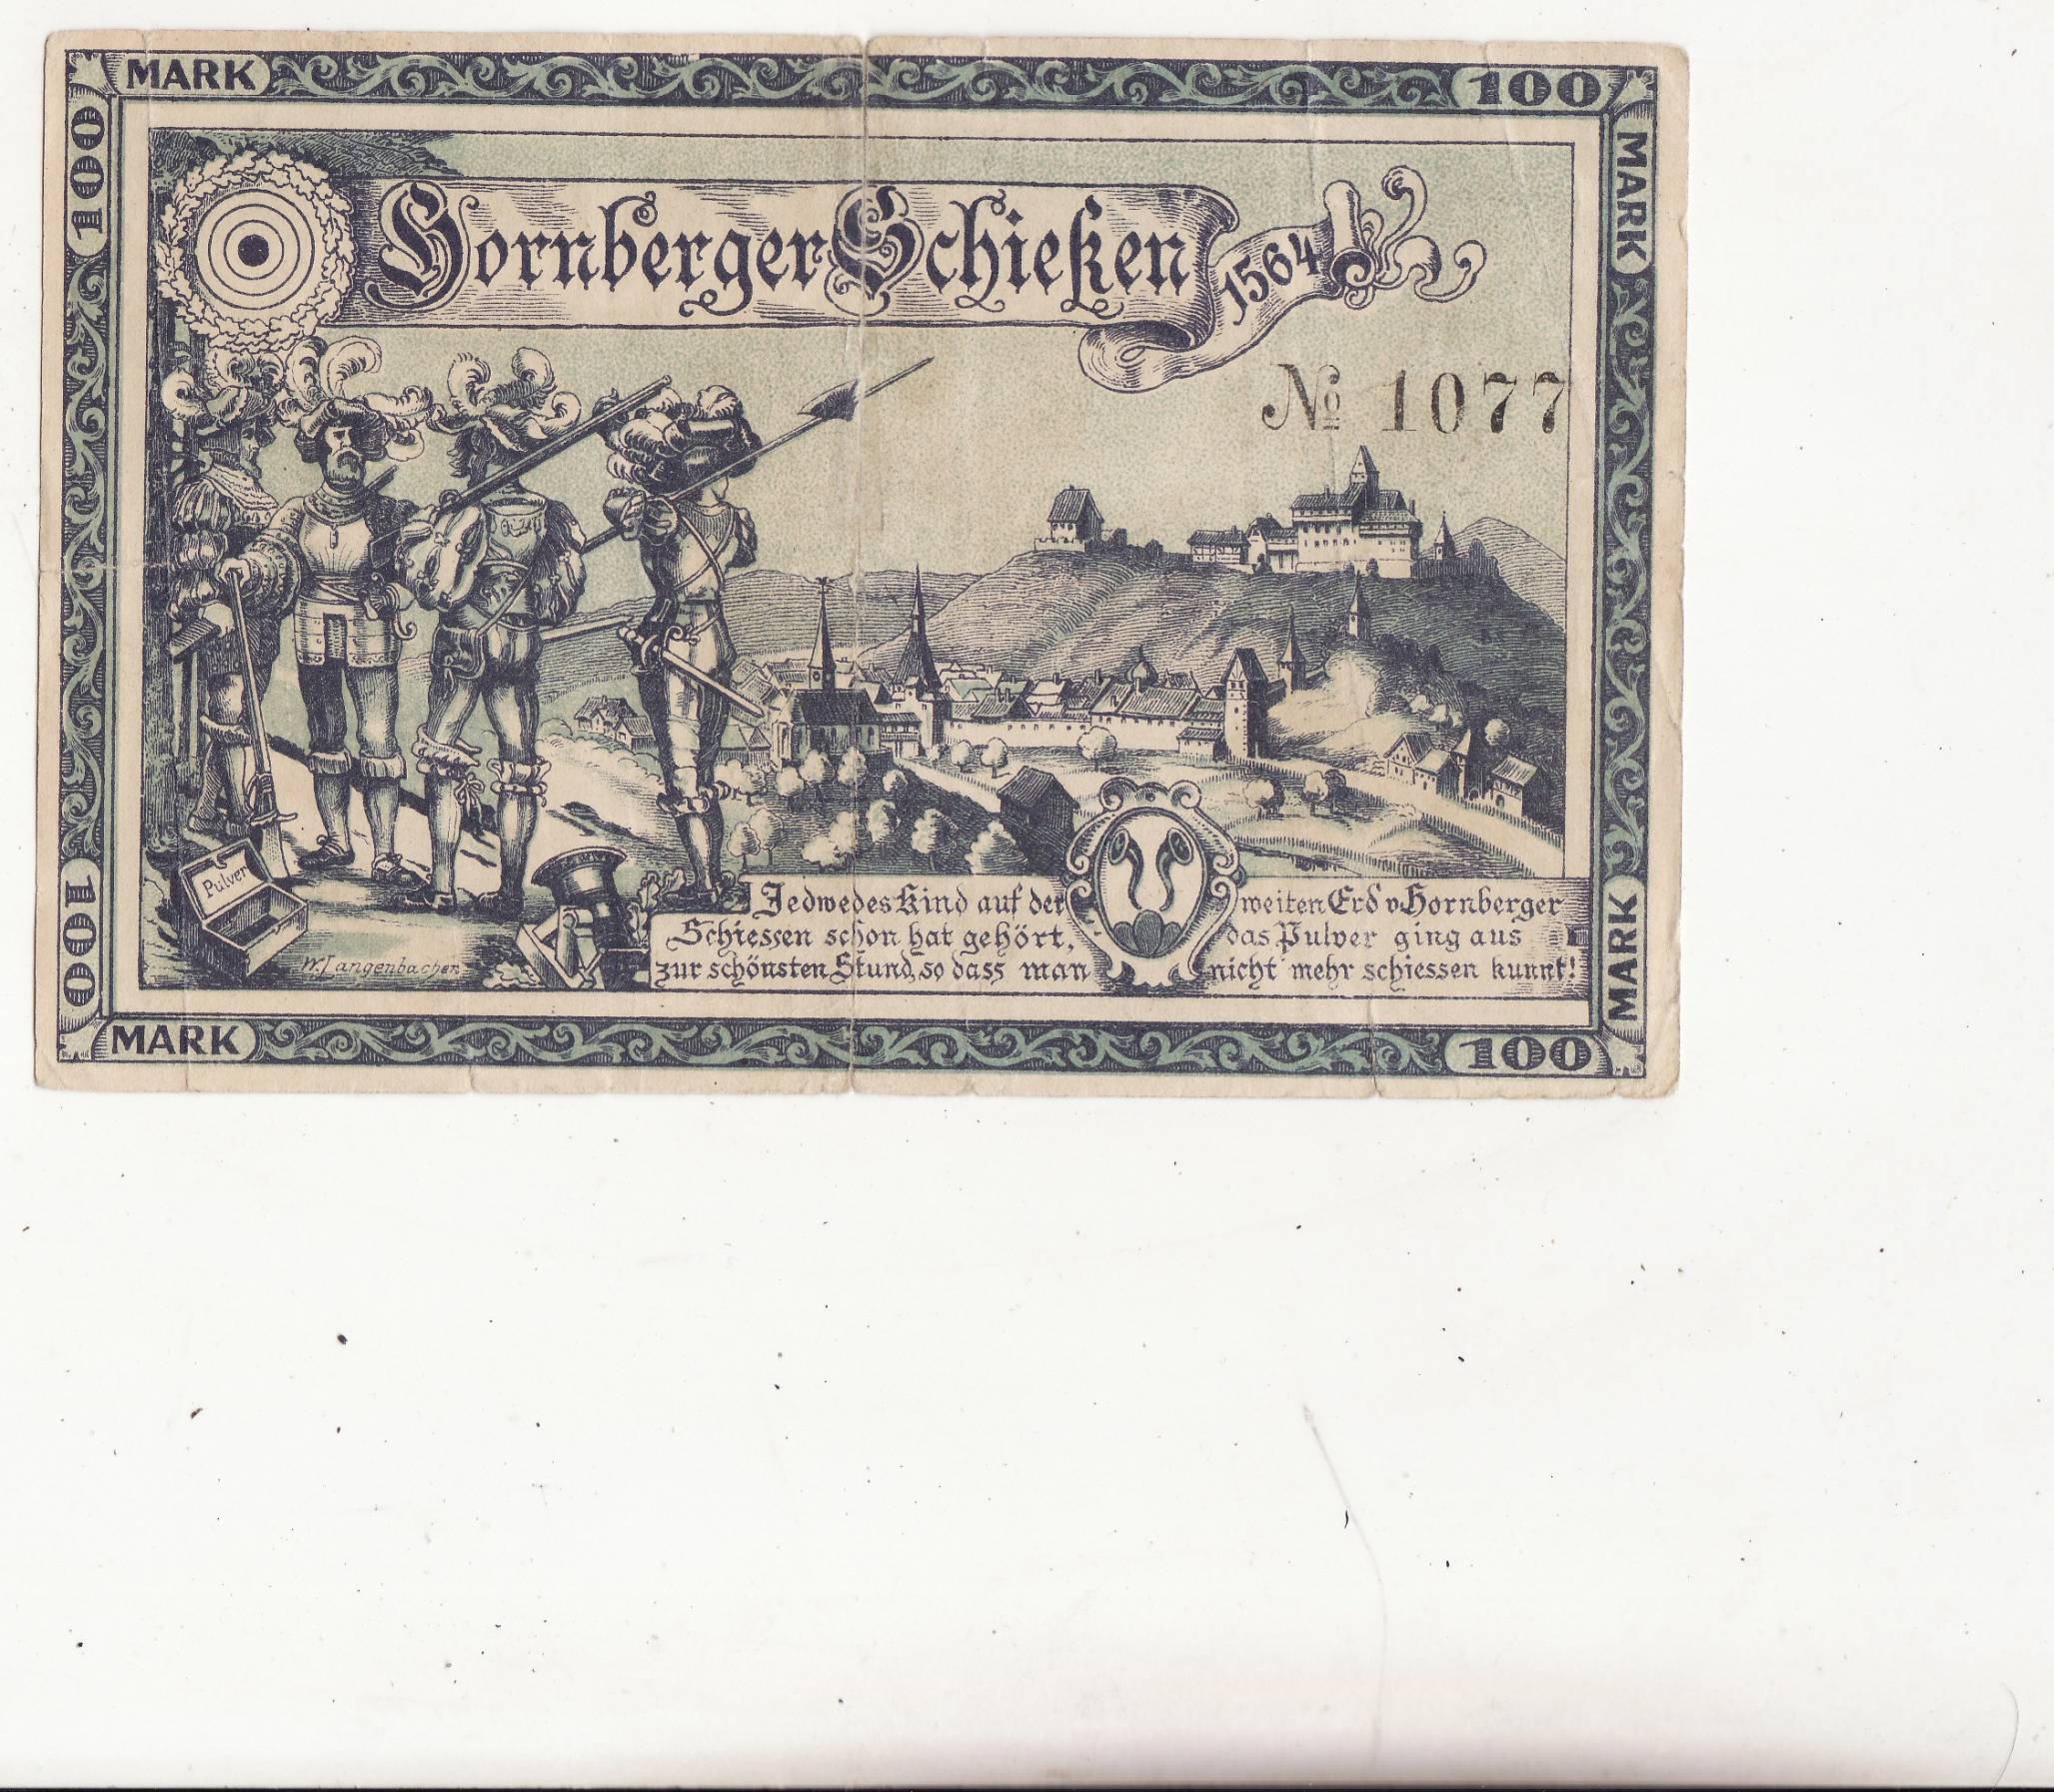 MARK
100
100
MARK
Hornberger Schießen
1564
No 1077
Pulver
W. Langenbacher.
Jedwedes Kind auf der weiten Erd v. Hornberger
Schiessen schon hat gehört, das Pulver ging aus
zur schönsten Stund, so dass man nicht mehr schiessen kunnt!
100
MARK
MARK
100